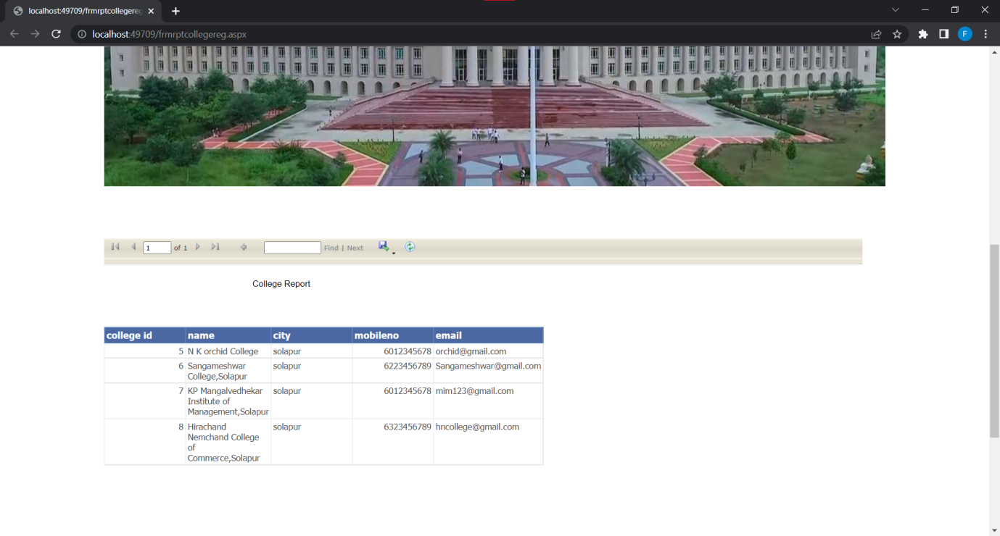 localhost:49709/frmrptcollegereg
localhost:49709/frmrptcollegereg.aspx
F
1 of 1 Find | Next
College Report
college id name city mobileno email
5 N K orchid College solapur 6012345678 orchid@gmail.com
6 Sangameshwar solapur 6223456789 Sangameshwar@gmail.com
College,Solapur
7 KP Mangalvedhekar solapur 6012345678 mim123@gmail.com
Institute of
Management,Solapur
8 Hirachand solapur 6323456789 hncollege@gmail.com
Nemchand College
of
Commerce,Solapur